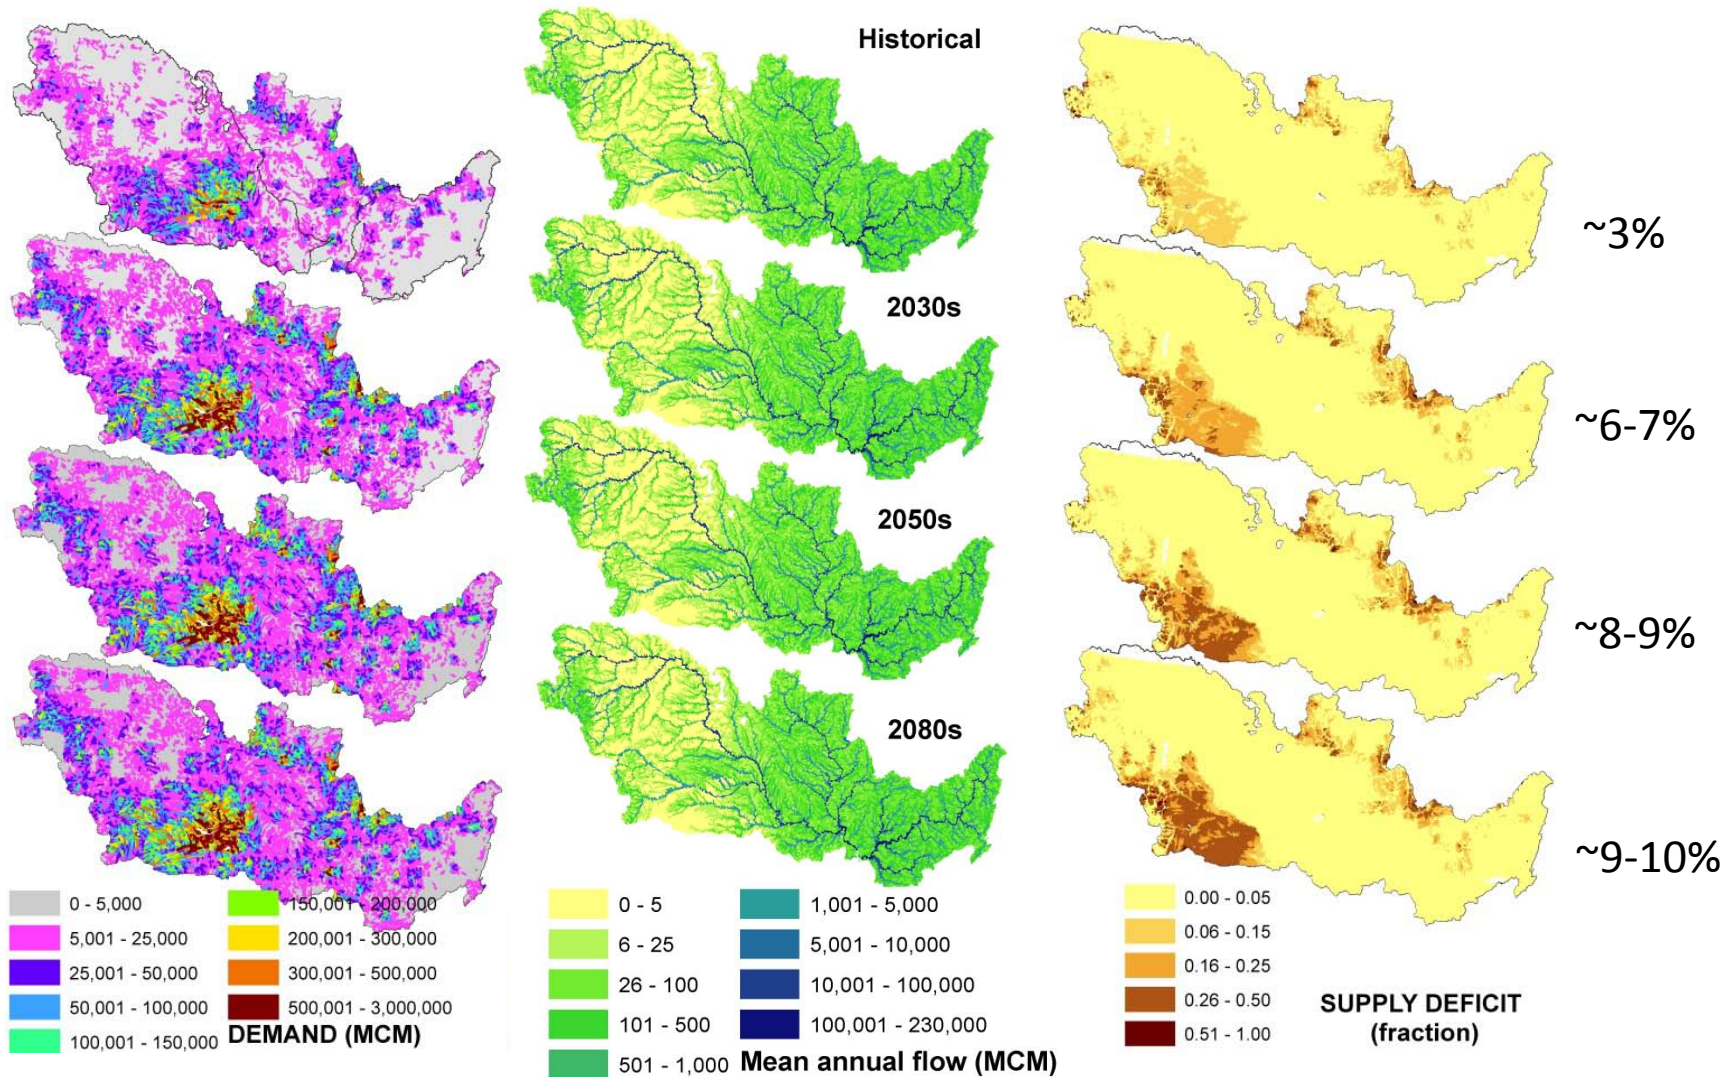 Historical
~3%
2030s
~6-7%
2050s
~8-9%
2080s
~9-10%
0 - 5,000
5,001 - 25,000
25,001 - 50,000
50,001 - 100,000
100,001 - 150,000
150,001 - 200,000
200,001 - 300,000
300,001 - 500,000
500,001 - 3,000,000
DEMAND (MCM)
0 - 5
6 - 25
26 - 100
101 - 500
501 - 1,000
1,001 - 5,000
5,001 - 10,000
10,001 - 100,000
100,001 - 230,000
Mean annual flow (MCM)
0.00 - 0.05
0.06 - 0.15
0.16 - 0.25
0.26 - 0.50
0.51 - 1.00
SUPPLY DEFICIT
(fraction)